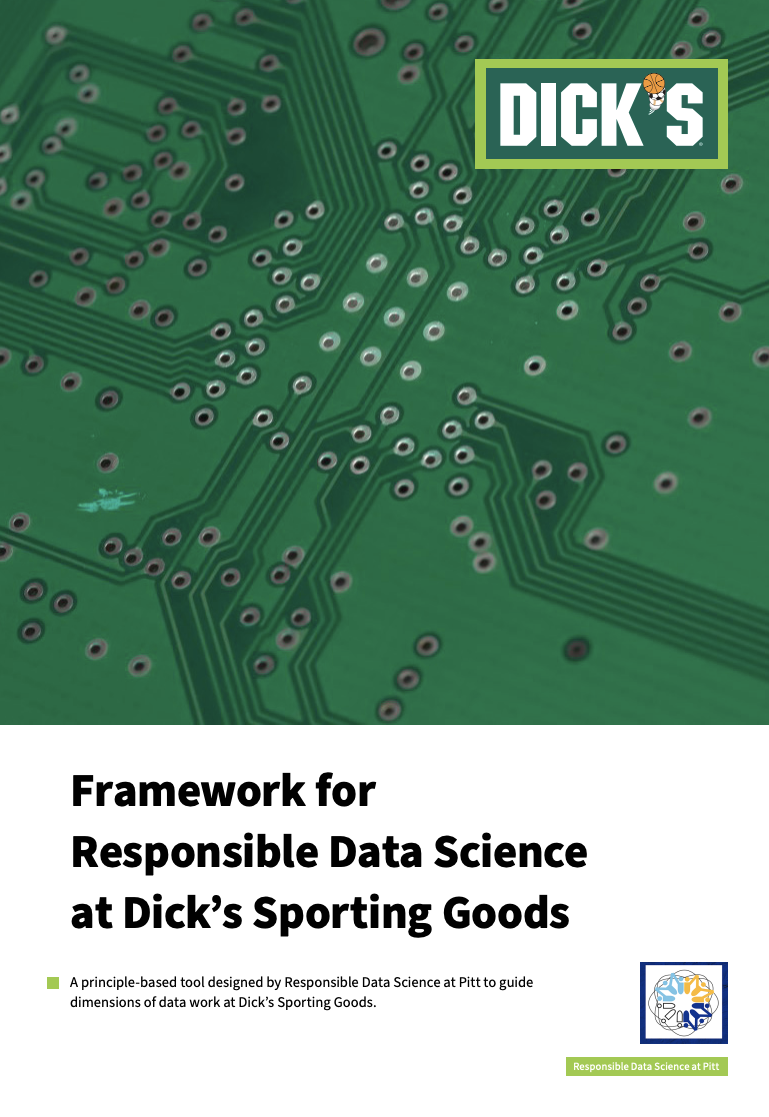 DICK'S
Framework for
Responsible Data Science
at Dick’s Sporting Goods
A principle-based tool designed by Responsible Data Science at Pitt to guide
dimensions of data work at Dick’s Sporting Goods.
Responsible Data Science at Pitt